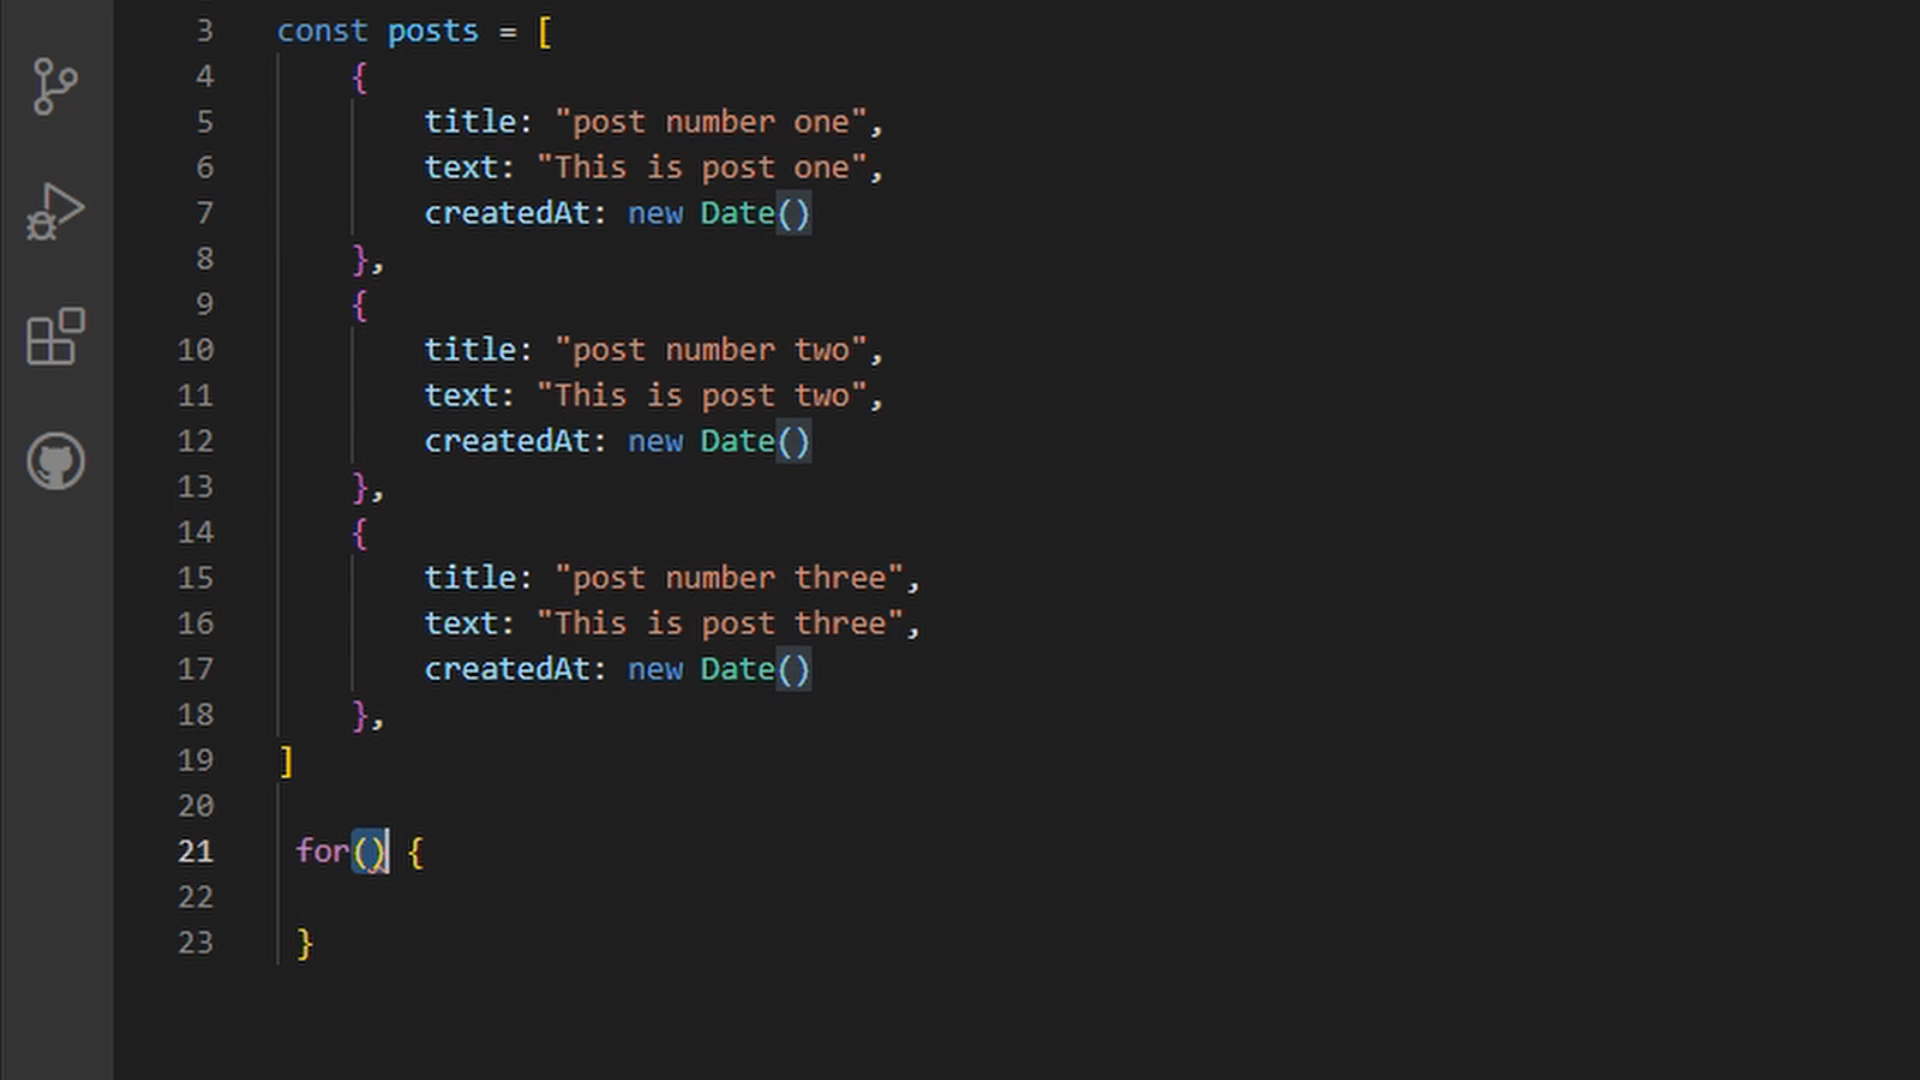 3 const posts = [
4 {
5 title: "post number one",
6 text: "This is post one",
7 createdAt: new Date()
8 },
9 {
10 title: "post number two",
11 text: "This is post two",
12 createdAt: new Date()
13 },
14 {
15 title: "post number three",
16 text: "This is post three",
17 createdAt: new Date()
18 },
19 ]
20
21 for() {
22
23 }